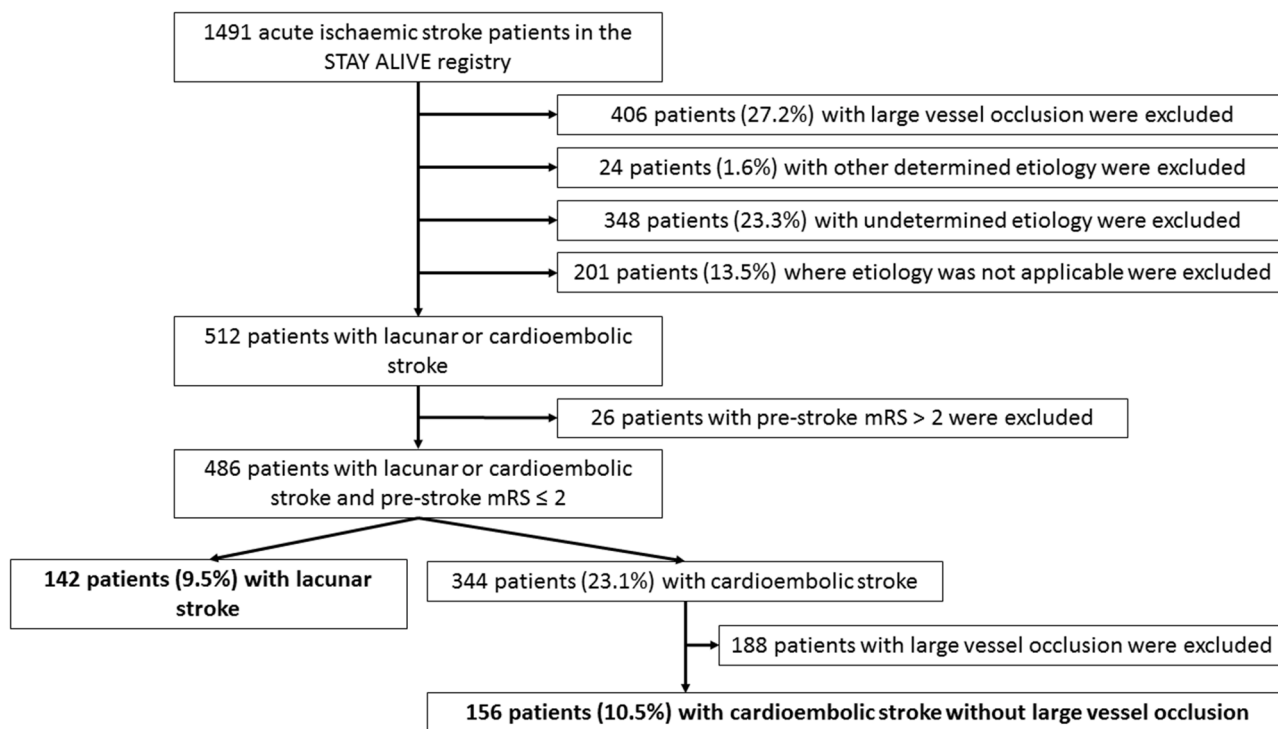 1491 acute ischaemic stroke patients in the
STAY ALIVE registry
406 patients (27.2%) with large vessel occlusion were excluded
24 patients (1.6%) with other determined etiology were excluded
348 patients (23.3%) with undetermined etiology were excluded
201 patients (13.5%) where etiology was not applicable were excluded
512 patients with lacunar or cardioembolic
stroke
26 patients with pre-stroke mRS > 2 were excluded
486 patients with lacunar or cardioembolic
stroke and pre-stroke mRS ≤ 2
142 patients (9.5%) with lacunar
stroke
344 patients (23.1%) with cardioembolic stroke
188 patients with large vessel occlusion were excluded
156 patients (10.5%) with cardioembolic stroke without large vessel occlusion